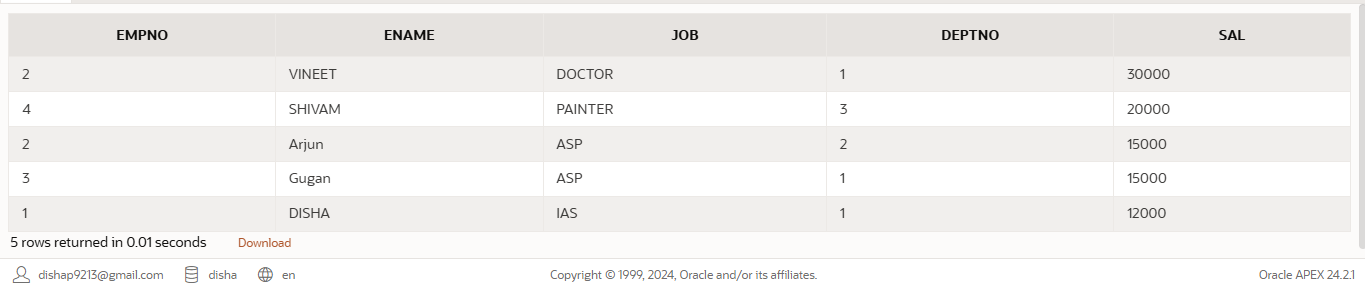 EMPNO ENAME JOB DEPTNO SAL
2 VINEET DOCTOR 1 30000
4 SHIVAM PAINTER 3 20000
2 Arjun ASP 2 15000
3 Gugan ASP 1 15000
1 DISHA IAS 1 12000
5 rows returned in 0.01 seconds Download
dishap9213@gmail.com disha en Copyright © 1999, 2024, Oracle and/or its affiliates. Oracle APEX 24.2.1